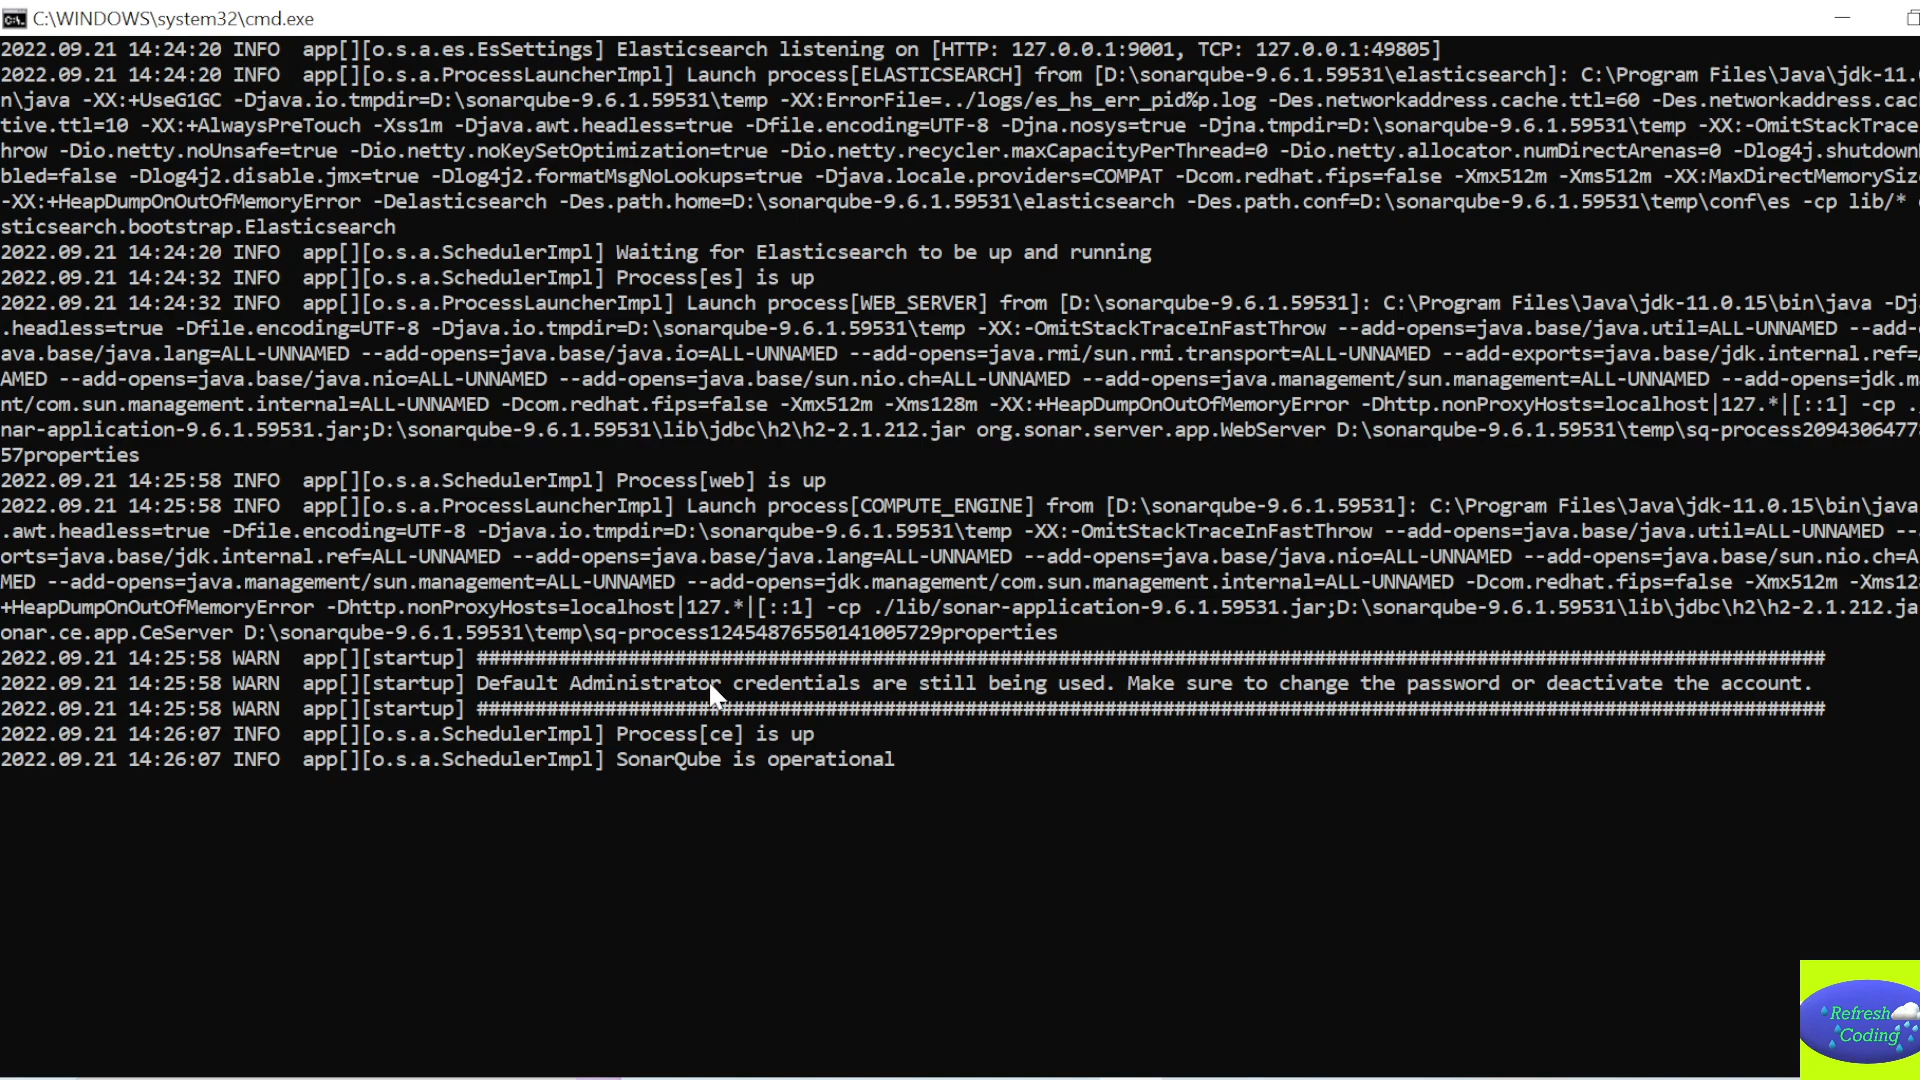 C:\WINDOWS\system32\cmd.exe
2022.09.21 14:24:20 INFO  app[][o.s.a.es.EsSettings] Elasticsearch listening on [HTTP: 127.0.0.1:9001, TCP: 127.0.0.1:49805]
2022.09.21 14:24:20 INFO  app[][o.s.a.ProcessLauncherImpl] Launch process[ELASTICSEARCH] from [D:\sonarqube-9.6.1.59531\elasticsearch]: C:\Program Files\Java\jdk-11.
n\java -XX:+UseG1GC -Djava.io.tmpdir=D:\sonarqube-9.6.1.59531\temp -XX:ErrorFile=../logs/es_hs_err_pid%p.log -Des.networkaddress.cache.ttl=60 -Des.networkaddress.cac
tive.ttl=10 -XX:+AlwaysPreTouch -Xss1m -Djava.awt.headless=true -Dfile.encoding=UTF-8 -Djna.nosys=true -Djna.tmpdir=D:\sonarqube-9.6.1.59531\temp -XX:-OmitStackTrace
hrow -Dio.netty.noUnsafe=true -Dio.netty.noKeySetOptimization=true -Dio.netty.recycler.maxCapacityPerThread=0 -Dio.netty.allocator.numDirectArenas=0 -Dlog4j.shutdown
bled=false -Dlog4j2.disable.jmx=true -Dlog4j2.formatMsgNoLookups=true -Djava.locale.providers=COMPAT -Dcom.redhat.fips=false -Xmx512m -Xms512m -XX:MaxDirectMemorySiz
-XX:+HeapDumpOnOutOfMemoryError -Delasticsearch -Des.path.home=D:\sonarqube-9.6.1.59531\elasticsearch -Des.path.conf=D:\sonarqube-9.6.1.59531\temp\conf\es -cp lib/*
sticsearch.bootstrap.Elasticsearch
2022.09.21 14:24:20 INFO  app[][o.s.a.SchedulerImpl] Waiting for Elasticsearch to be up and running
2022.09.21 14:24:32 INFO  app[][o.s.a.SchedulerImpl] Process[es] is up
2022.09.21 14:24:32 INFO  app[][o.s.a.ProcessLauncherImpl] Launch process[WEB_SERVER] from [D:\sonarqube-9.6.1.59531]: C:\Program Files\Java\jdk-11.0.15\bin\java -Dj
.headless=true -Dfile.encoding=UTF-8 -Djava.io.tmpdir=D:\sonarqube-9.6.1.59531\temp -XX:-OmitStackTraceInFastThrow --add-opens=java.base/java.util=ALL-UNNAMED --add-
ava.base/java.lang=ALL-UNNAMED --add-opens=java.base/java.io=ALL-UNNAMED --add-opens=java.rmi/sun.rmi.transport=ALL-UNNAMED --add-exports=java.base/jdk.internal.ref=
AMED --add-opens=java.base/java.nio=ALL-UNNAMED --add-opens=java.base/sun.nio.ch=ALL-UNNAMED --add-opens=java.management/sun.management=ALL-UNNAMED --add-opens=jdk.m
nt/com.sun.management.internal=ALL-UNNAMED -Dcom.redhat.fips=false -Xmx512m -Xms128m -XX:+HeapDumpOnOutOfMemoryError -Dhttp.nonProxyHosts=localhost|127.*|[::1] -cp .
nar-application-9.6.1.59531.jar;D:\sonarqube-9.6.1.59531\lib\jdbc\h2\h2-2.1.212.jar org.sonar.server.app.WebServer D:\sonarqube-9.6.1.59531\temp\sq-process2094306477
57properties
2022.09.21 14:25:58 INFO  app[][o.s.a.SchedulerImpl] Process[web] is up
2022.09.21 14:25:58 INFO  app[][o.s.a.ProcessLauncherImpl] Launch process[COMPUTE_ENGINE] from [D:\sonarqube-9.6.1.59531]: C:\Program Files\Java\jdk-11.0.15\bin\java
.awt.headless=true -Dfile.encoding=UTF-8 -Djava.io.tmpdir=D:\sonarqube-9.6.1.59531\temp -XX:-OmitStackTraceInFastThrow --add-opens=java.base/java.util=ALL-UNNAMED --
orts=java.base/jdk.internal.ref=ALL-UNNAMED --add-opens=java.base/java.lang=ALL-UNNAMED --add-opens=java.base/java.nio=ALL-UNNAMED --add-opens=java.base/sun.nio.ch=A
MED --add-opens=java.management/sun.management=ALL-UNNAMED --add-opens=jdk.management/com.sun.management.internal=ALL-UNNAMED -Dcom.redhat.fips=false -Xmx512m -Xms12
+HeapDumpOnOutOfMemoryError -Dhttp.nonProxyHosts=localhost|127.*|[::1] -cp ./lib/sonar-application-9.6.1.59531.jar;D:\sonarqube-9.6.1.59531\lib\jdbc\h2\h2-2.1.212.ja
onar.ce.app.CeServer D:\sonarqube-9.6.1.59531\temp\sq-process12454876550141005729properties
2022.09.21 14:25:58 WARN  app[][startup] ####################################################################################################################
2022.09.21 14:25:58 WARN  app[][startup] Default Administrator credentials are still being used. Make sure to change the password or deactivate the account.
2022.09.21 14:25:58 WARN  app[][startup] ####################################################################################################################
2022.09.21 14:26:07 INFO  app[][o.s.a.SchedulerImpl] Process[ce] is up
2022.09.21 14:26:07 INFO  app[][o.s.a.SchedulerImpl] SonarQube is operational
Refresh
Coding